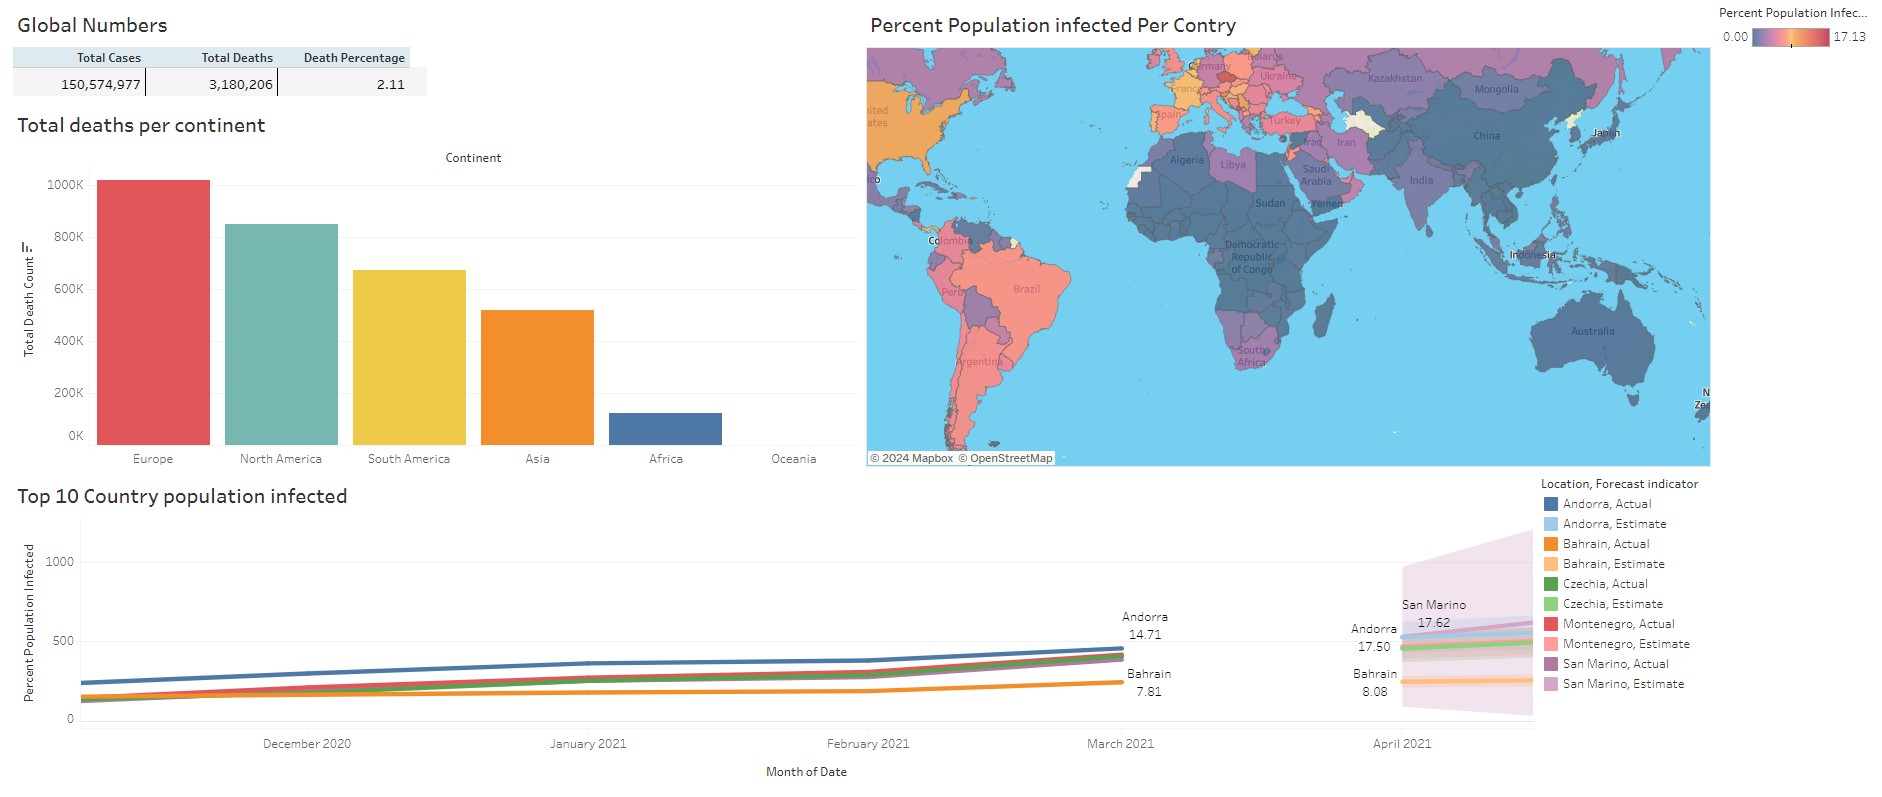 Global Numbers
Total Cases Total Deaths Death Percentage
150,574,977 3,180,206 2.11
Total deaths per continent
Continent
Total Death Count
1000K
800K
600K
400K
200K
0K
Europe North America South America Asia Africa Oceania
Percent Population infected Per Contry
Percent Population Infec...
0.00 17.13
Germany
Belarus
Ukraine
France
Spain
Turkey
Kazakhstan
Mongolia
China
Japan
Iraq
Iran
Algeria
Libya
Saudi
Arabia
India
Sudan
Yemen
Colombia
Democratic
Republic
of Congo
Indonesia
Peru
Brazil
Australia
South
Africa
Argentina
© 2024 Mapbox © OpenStreetMap
Top 10 Country population infected
Percent Population Infected
1000
500
0
Andorra
14.71
Bahrain
7.81
San Marino
17.62
Andorra
17.50
Bahrain
8.08
December 2020 January 2021 February 2021 March 2021 April 2021
Month of Date
Location, Forecast indicator
Andorra, Actual
Andorra, Estimate
Bahrain, Actual
Bahrain, Estimate
Czechia, Actual
Czechia, Estimate
Montenegro, Actual
Montenegro, Estimate
San Marino, Actual
San Marino, Estimate